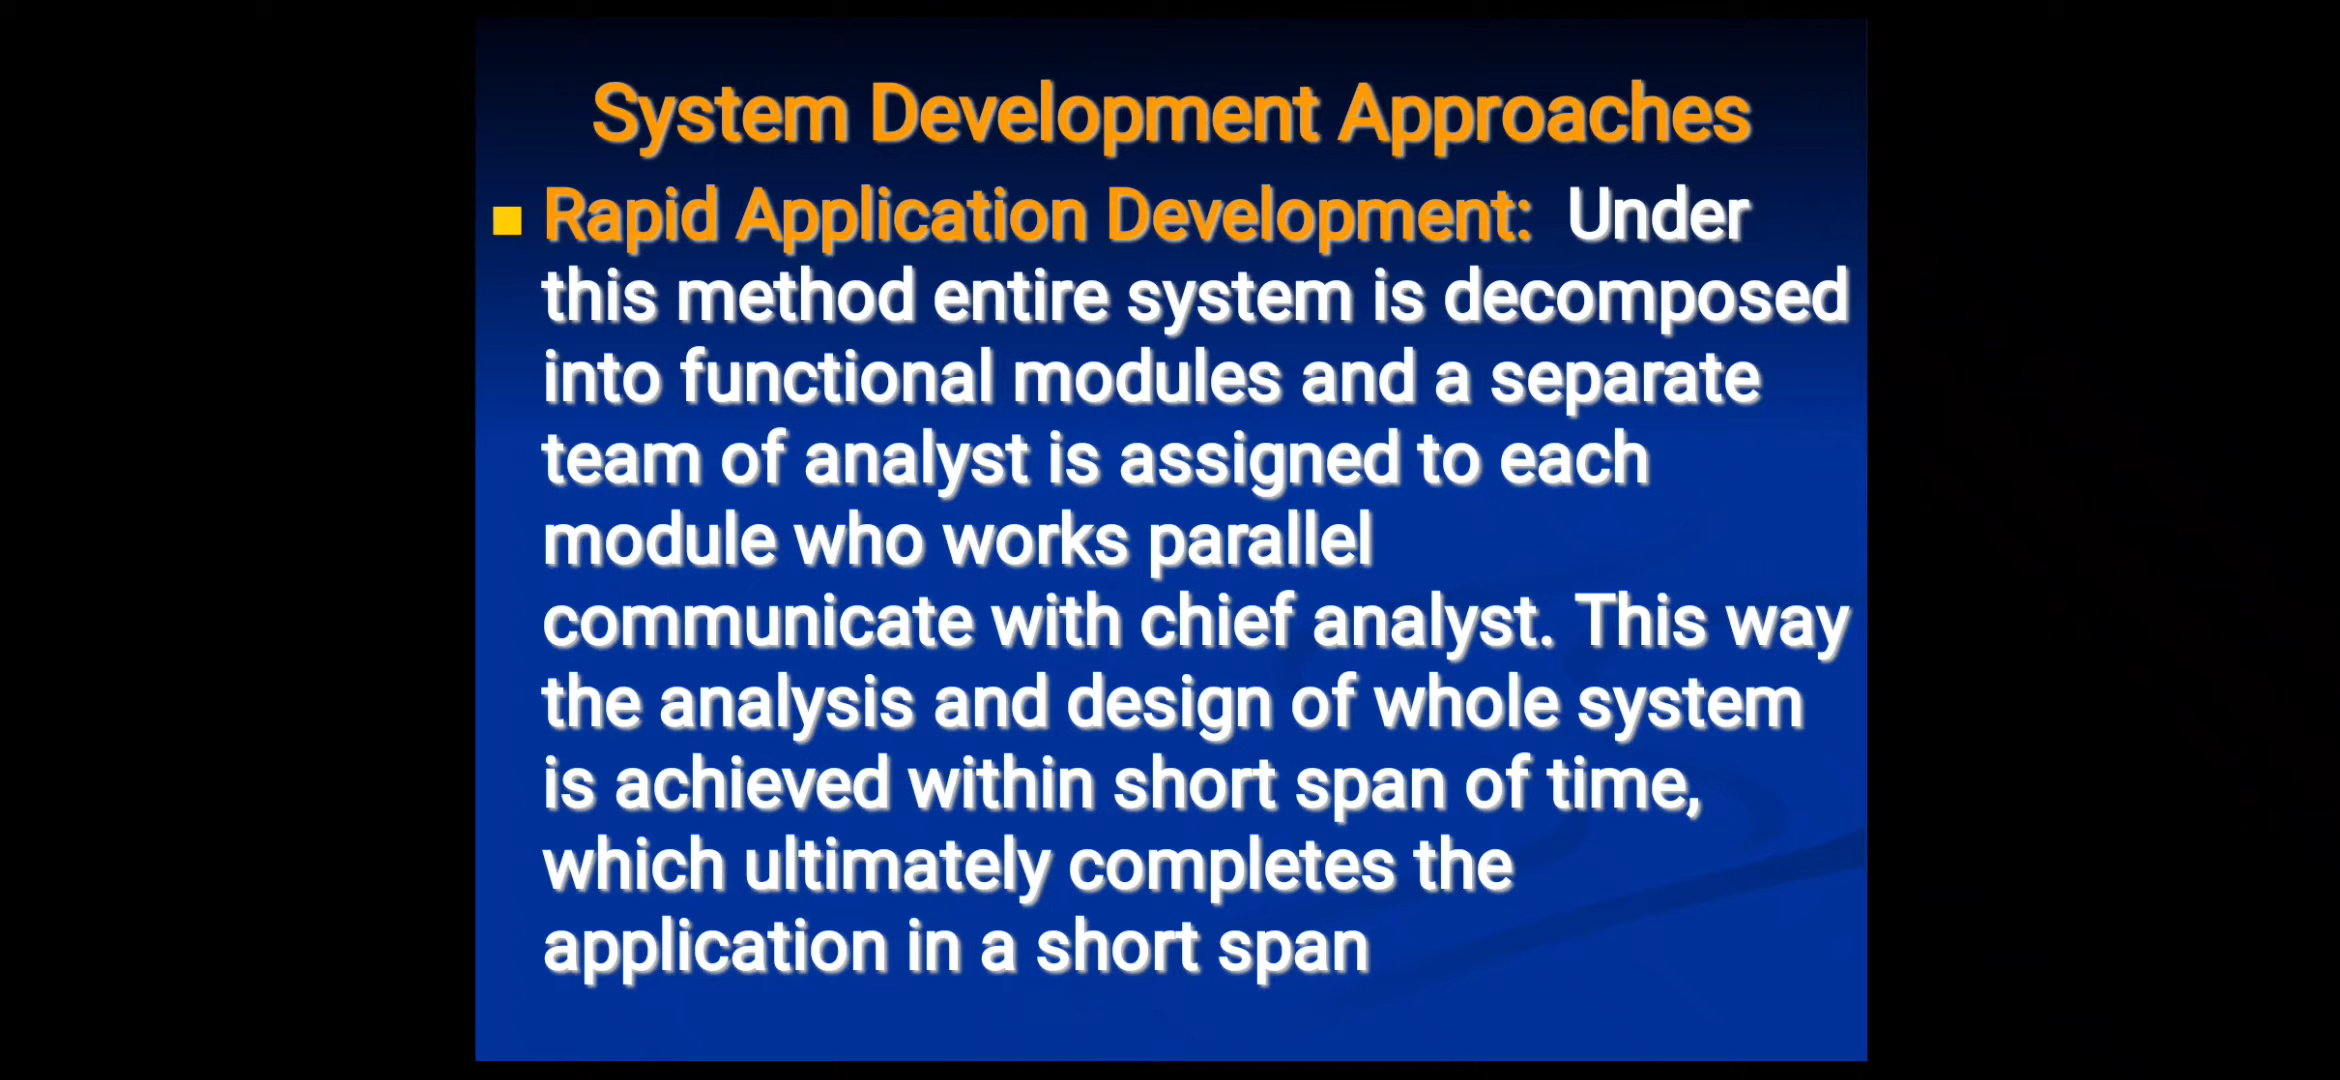 System Development Approaches
Rapid Application Development: Under
this method entire system is decomposed
into functional modules and a separate
team of analyst is assigned to each
module who works parallel
communicate with chief analyst. This way
the analysis and design of whole system
is achieved within short span of time,
which ultimately completes the
application in a short span